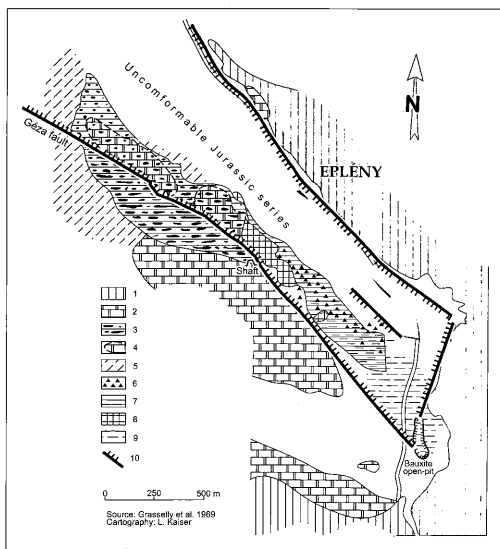 Uncomformable Jurassic series
N
EPLÉNY
Géza fault
Shaft
1
2
3
4
5
6
7
8
9
10
Bauxite
open-pit
0 250 500 m
Source: Grasselly et al. 1969
Cartography: L. Kaiser